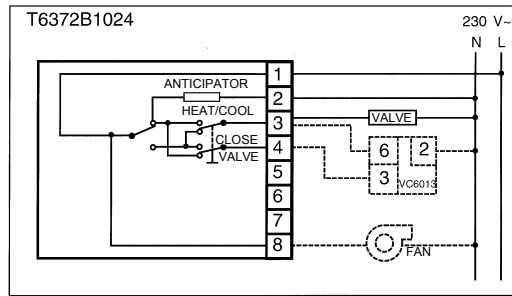 T6372B1024
230 V~
N L
1
ANTICIPATOR
2
HEAT/COOL
3
VALVE
CLOSE
4
VALVE
6 2
3
VC6013
5
6
7
8
FAN